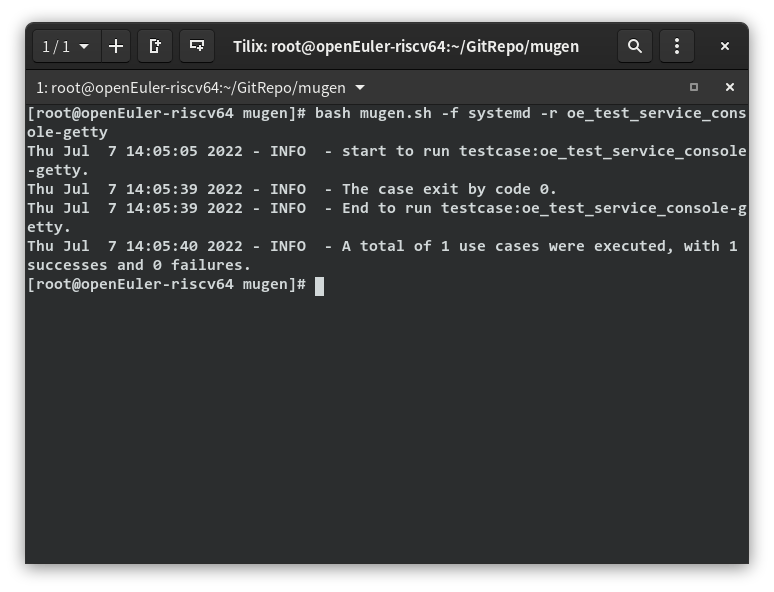 1 / 1
Tilix: root@openEuler-riscv64:~/GitRepo/mugen
1: root@openEuler-riscv64:~/GitRepo/mugen
[root@openEuler-riscv64 mugen]# bash mugen.sh -f systemd -r oe_test_service_cons
ole-getty
Thu Jul  7 14:05:05 2022 - INFO  - start to run testcase:oe_test_service_console
-getty.
Thu Jul  7 14:05:39 2022 - INFO  - The case exit by code 0.
Thu Jul  7 14:05:39 2022 - INFO  - End to run testcase:oe_test_service_console-g
etty.
Thu Jul  7 14:05:40 2022 - INFO  - A total of 1 use cases were executed, with 1
successes and 0 failures.
[root@openEuler-riscv64 mugen]#